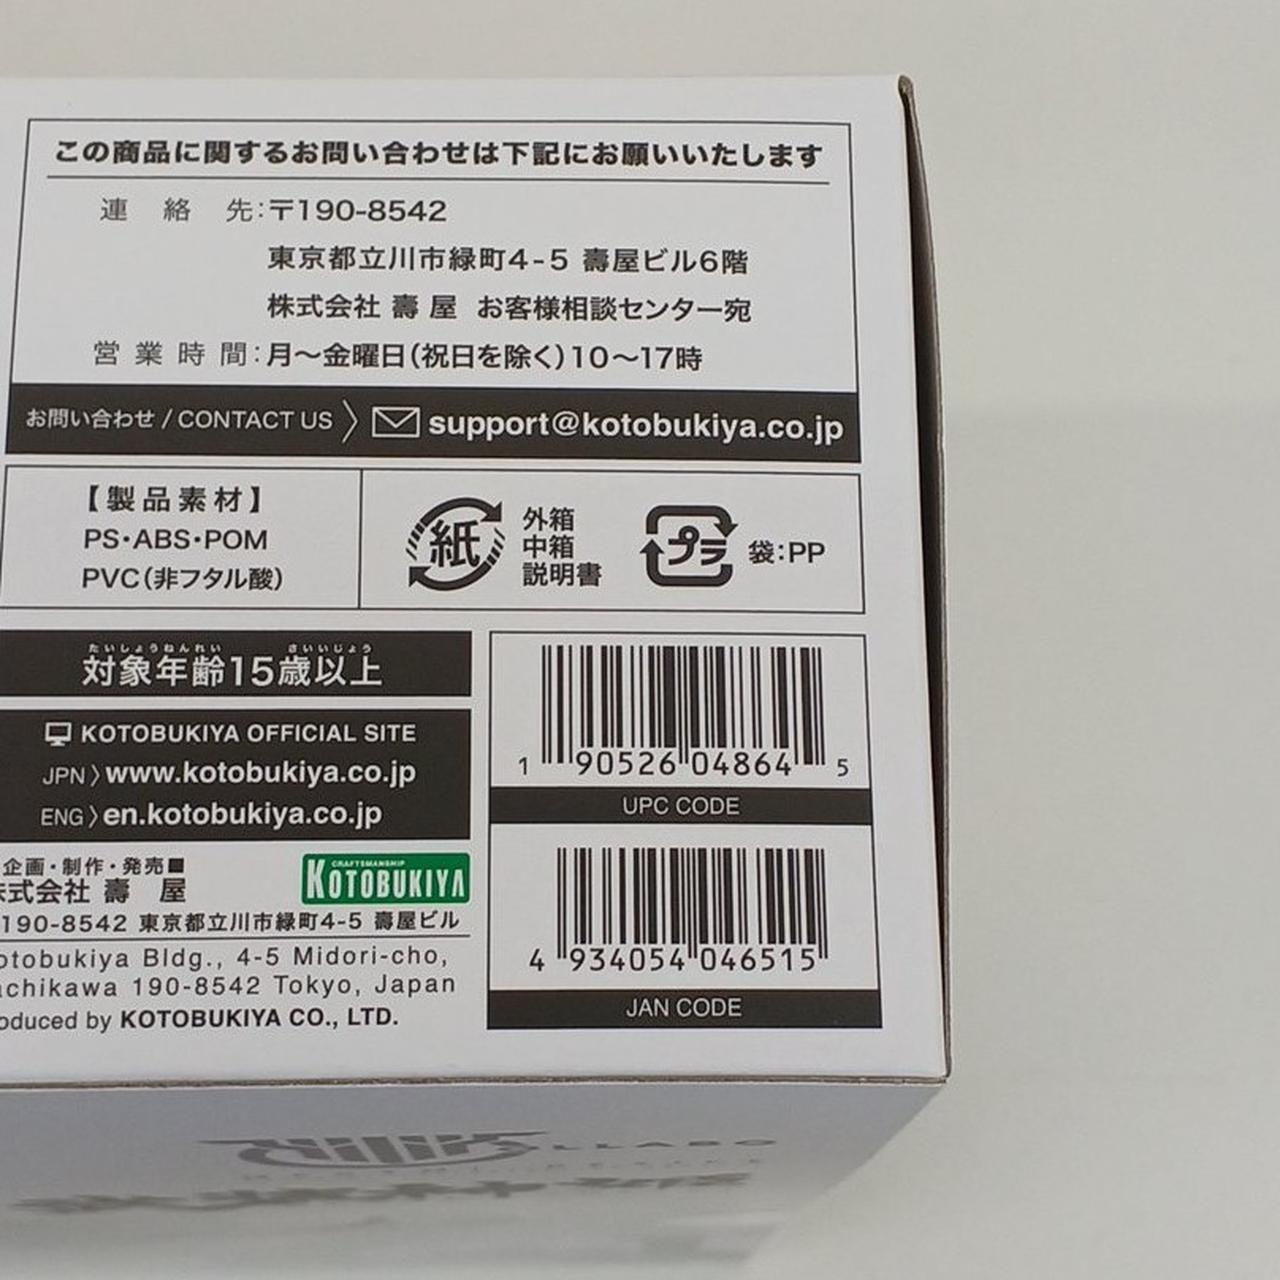 この商品に関するお問い合わせは下記にお願いいたします
連絡先:〒190-8542
東京都立川市緑町4-5 壽屋ビル6階
株式会社 壽屋 お客様相談センター宛
営業時間:月～金曜日(祝日を除く)10～17時
お問い合わせ / CONTACT US 〉 support@kotobukiya.co.jp
【製品素材】
PS・ABS・POM
PVC(非フタル酸)
紙
外箱
中箱
説明書
プラ
袋:PP
たいしょうねんれい さいいじょう
対象年齢15歳以上
KOTOBUKIYA OFFICIAL SITE
JPN 〉www.kotobukiya.co.jp
ENG 〉en.kotobukiya.co.jp
企画・制作・発売■
株式会社 壽屋
CRAFTSMANSHIP
KOTOBUKIYA
190-8542 東京都立川市緑町4-5 壽屋ビル
otobukiya Bldg., 4-5 Midori-cho,
achikawa 190-8542 Tokyo, Japan
oduced by KOTOBUKIYA CO., LTD.
1 90526 04864 5
UPC CODE
4 934054 046515
JAN CODE